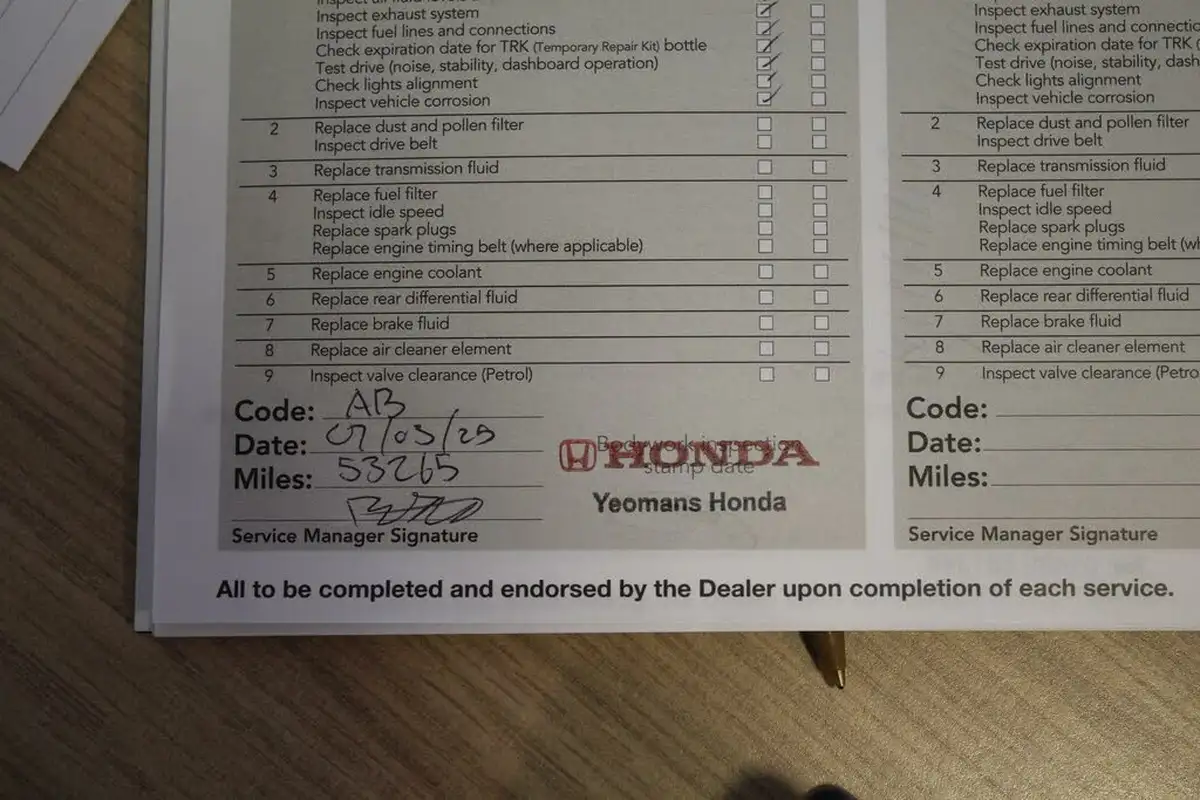 Inspect exhaust system
Inspect fuel lines and connections
Check expiration date for TRK (Temporary Repair Kit) bottle
Test drive (noise, stability, dashboard operation)
Check lights alignment
Inspect vehicle corrosion
2 Replace dust and pollen filter
Inspect drive belt
3 Replace transmission fluid
4 Replace fuel filter
Inspect idle speed
Replace spark plugs
Replace engine timing belt (where applicable)
5 Replace engine coolant
6 Replace rear differential fluid
7 Replace brake fluid
8 Replace air cleaner element
9 Inspect valve clearance (Petrol)
Code: AB
Date: 07/03/25
Miles: 53265
Service Manager Signature
Bodywork inspection
stamp date
HONDA
Yeomans Honda
Inspect exhaust system
Inspect fuel lines and connectio
Check expiration date for TRK (
Test drive (noise, stability, dash
Check lights alignment
Inspect vehicle corrosion
2 Replace dust and pollen filter
Inspect drive belt
3 Replace transmission fluid
4 Replace fuel filter
Inspect idle speed
Replace spark plugs
Replace engine timing belt (wh
5 Replace engine coolant
6 Replace rear differential fluid
7 Replace brake fluid
8 Replace air cleaner element
9 Inspect valve clearance (Petro
Code:
Date:
Miles:
Service Manager Signature
All to be completed and endorsed by the Dealer upon completion of each service.